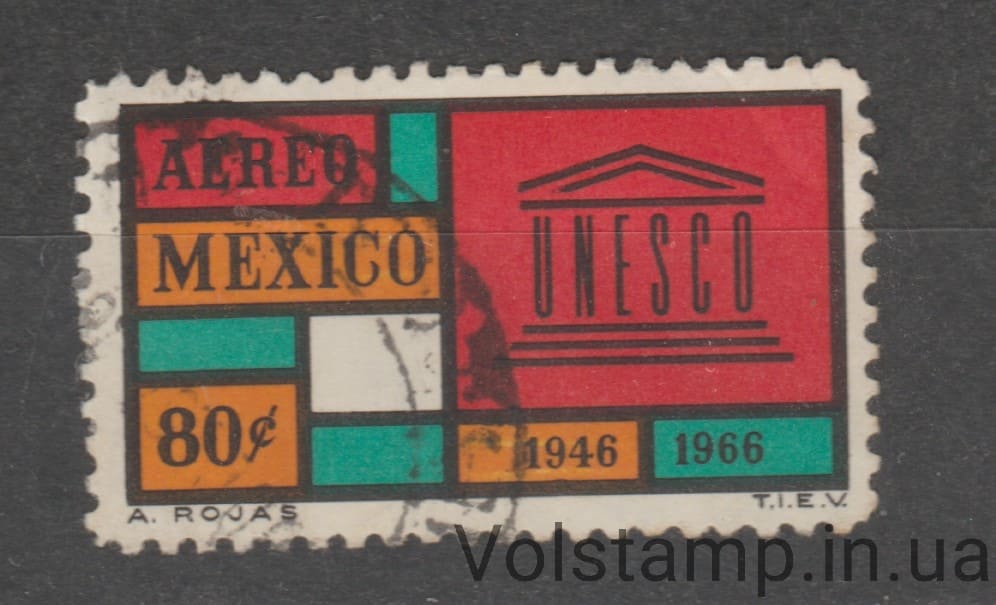 AEREO
MEXICO
UNESCO
80¢
1946
1966
A. ROJAS
T.I.E.V.
Volstamp.in.ua